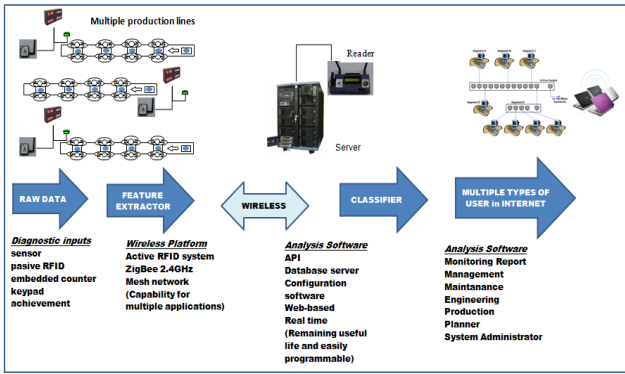 Multiple production lines
Reader
Server
RAW DATA
FEATURE
EXTRACTOR
WIRELESS
CLASSIFIER
MULTIPLE TYPES OF
USER in INTERNET
Diagnostic inputs
sensor
pasive RFID
embedded counter
keypad
achievement
Wireless Platform
Active RFID system
ZigBee 2.4GHz
Mesh network
(Capability for
multiple applications)
Analysis Software
API
Database server
Configuration
software
Web-based
Real time
(Remaining useful
life and easily
programmable)
Analysis Software
Monitoring Report
Management
Maintanance
Engineering
Production
Planner
System Administrator